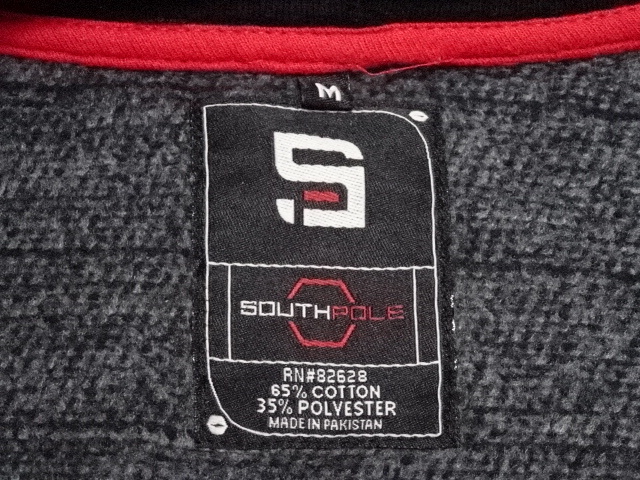 M
S
SOUTHPOLE
RN#82628
65% COTTON
35% POLYESTER
MADE IN PAKISTAN